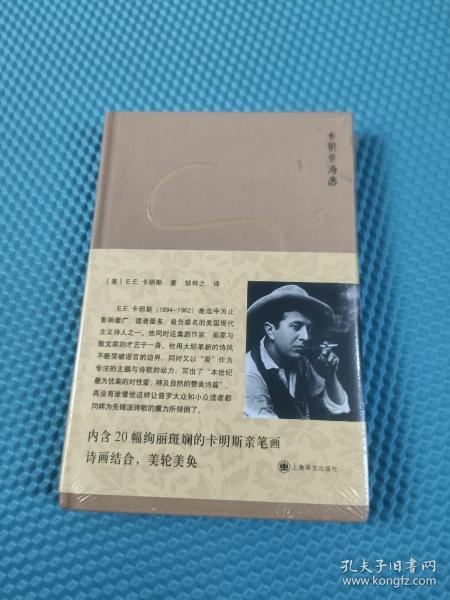 卡明斯诗选
［美］E.E. 卡明斯 著 邹仲之 译
E.E. 卡明斯（1894—1962）是迄今为止
影响最广、读者最多、最负盛名的美国现代
主义诗人之一。他同时还集剧作家、画家与
散文家的才艺于一身。他用大胆革新的诗风
不断突破语言的边界，同时又以“爱”作为
专注的主题与诗歌的动力，写出了“本世纪
最为优美的对性爱、神及自然的赞美诗篇”。
再没有谁像他这样让普罗大众和小众读者都
同样为先锋派诗歌的魔力所倾倒了。
内含20幅绚丽斑斓的卡明斯亲笔画
诗画结合，美轮美奂
上海译文出版社
孔夫子旧书网
www.kongfz.com